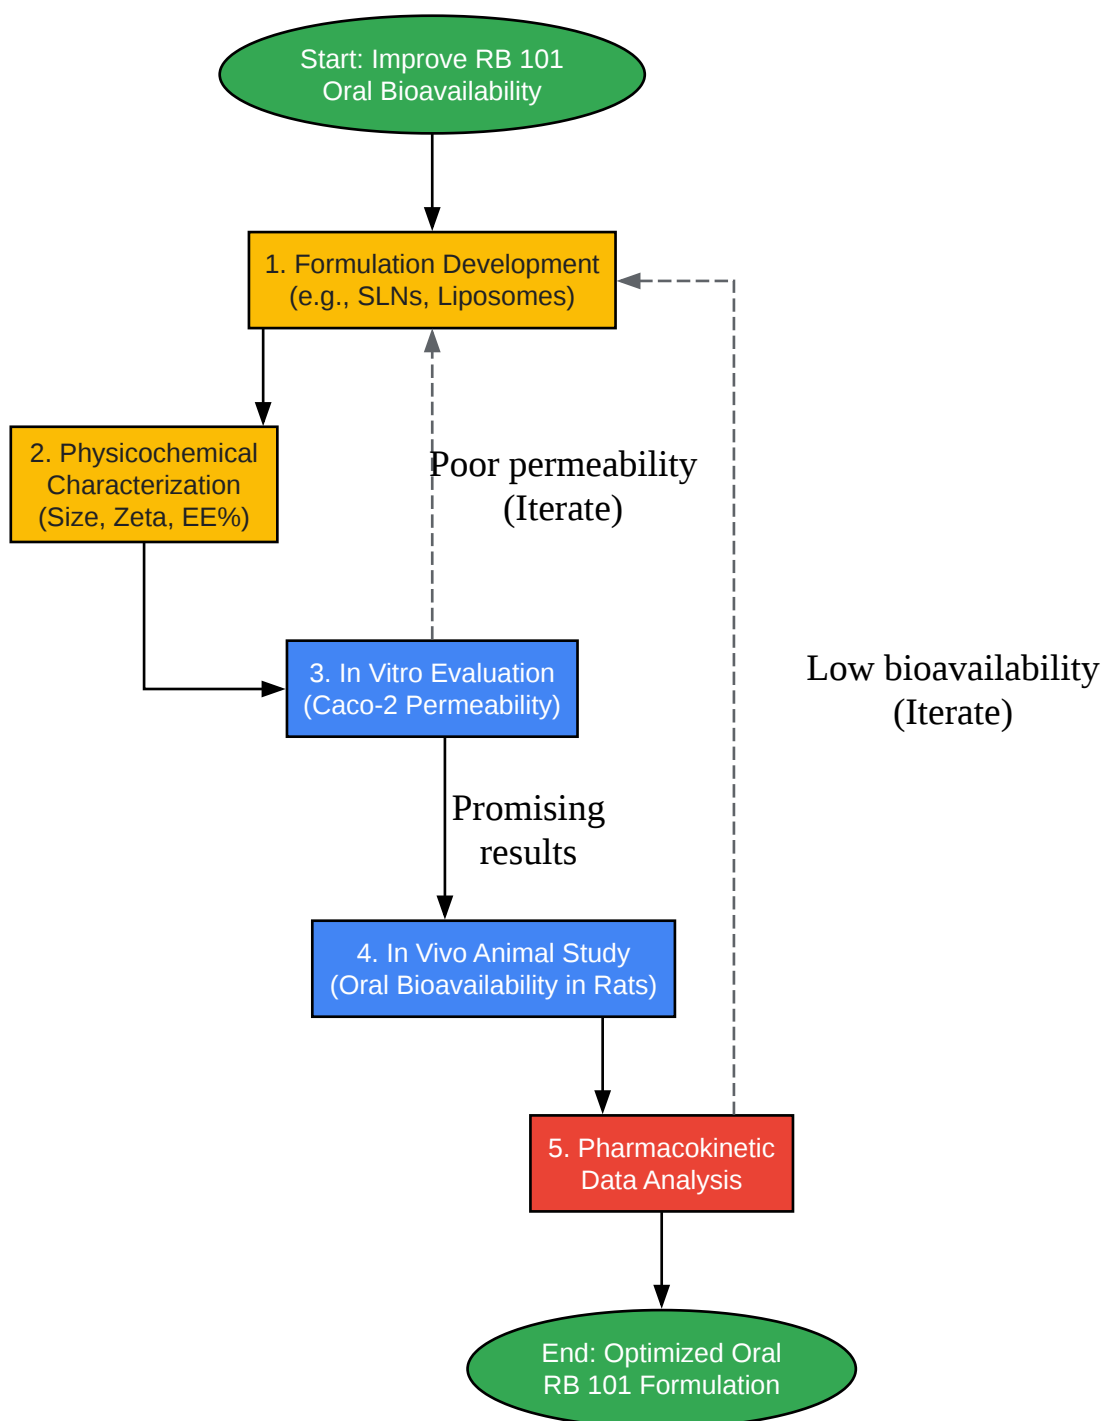 Start: Improve RB 101
Oral Bioavailability
1. Formulation Development
(e.g., SLNs, Liposomes)
2. Physicochemical
Characterization
(Size, Zeta, EE%)
Poor permeability
(Iterate)
3. In Vitro Evaluation
(Caco-2 Permeability)
Low bioavailability
(Iterate)
Promising
results
4. In Vivo Animal Study
(Oral Bioavailability in Rats)
5. Pharmacokinetic
Data Analysis
End: Optimized Oral
RB 101 Formulation